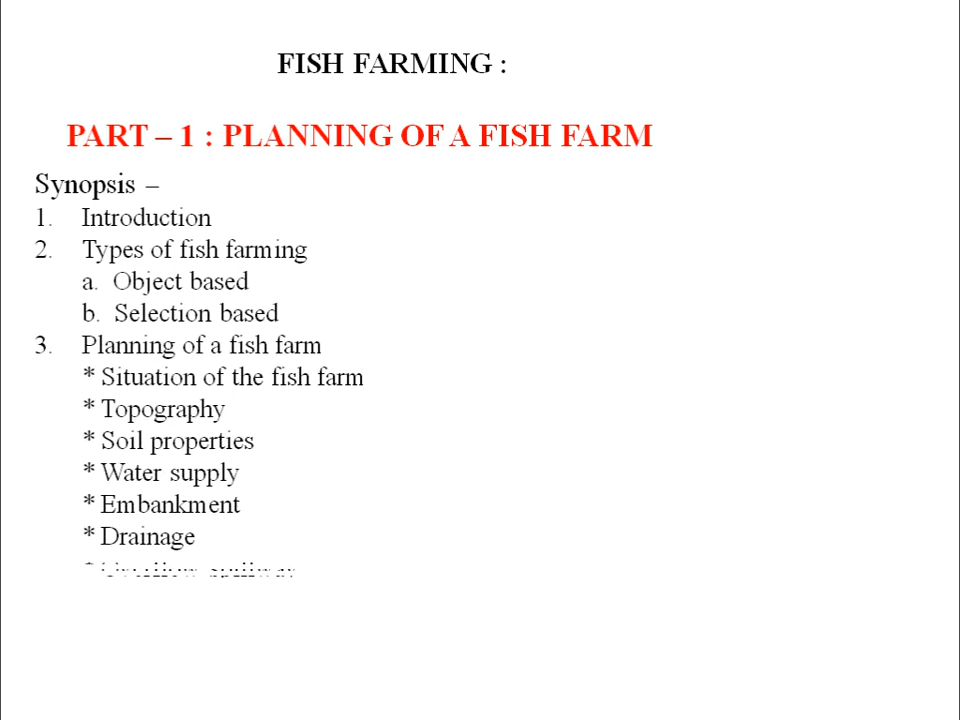 FISH FARMING :
PART – 1 : PLANNING OF A FISH FARM
Synopsis –
1. Introduction
2. Types of fish farming
a. Object based
b. Selection based
3. Planning of a fish farm
* Situation of the fish farm
* Topography
* Soil properties
* Water supply
* Embankment
* Drainage